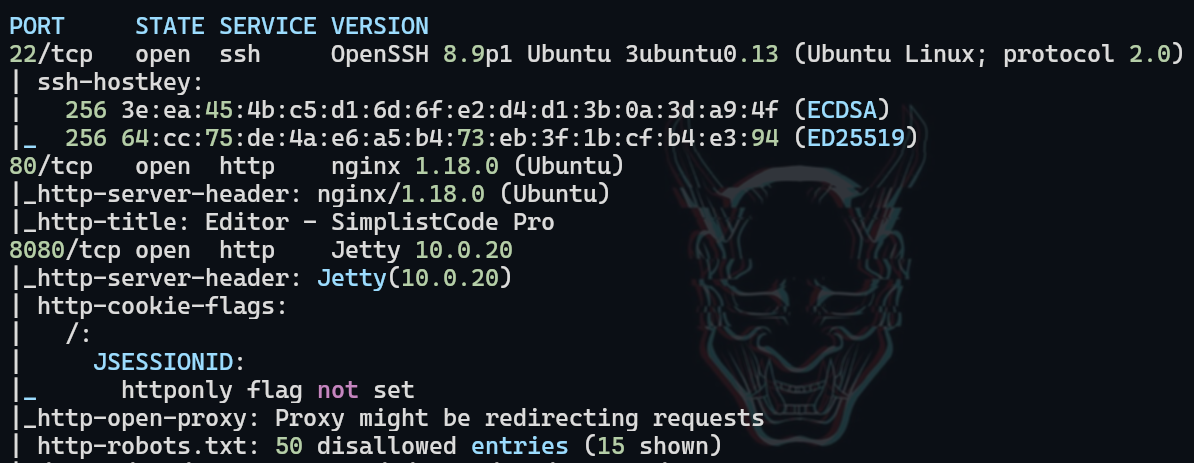 PORT     STATE SERVICE VERSION
22/tcp   open  ssh     OpenSSH 8.9p1 Ubuntu 3ubuntu0.13 (Ubuntu Linux; protocol 2.0)
| ssh-hostkey:
|   256 3e:ea:45:4b:c5:d1:6d:6f:e2:d4:d1:3b:0a:3d:a9:4f (ECDSA)
|_  256 64:cc:75:de:4a:e6:a5:b4:73:eb:3f:1b:cf:b4:e3:94 (ED25519)
80/tcp   open  http    nginx 1.18.0 (Ubuntu)
|_http-server-header: nginx/1.18.0 (Ubuntu)
|_http-title: Editor - SimplistCode Pro
8080/tcp open  http    Jetty 10.0.20
|_http-server-header: Jetty(10.0.20)
| http-cookie-flags:
|   /:
|     JSESSIONID:
|_      httponly flag not set
|_http-open-proxy: Proxy might be redirecting requests
| http-robots.txt: 50 disallowed entries (15 shown)